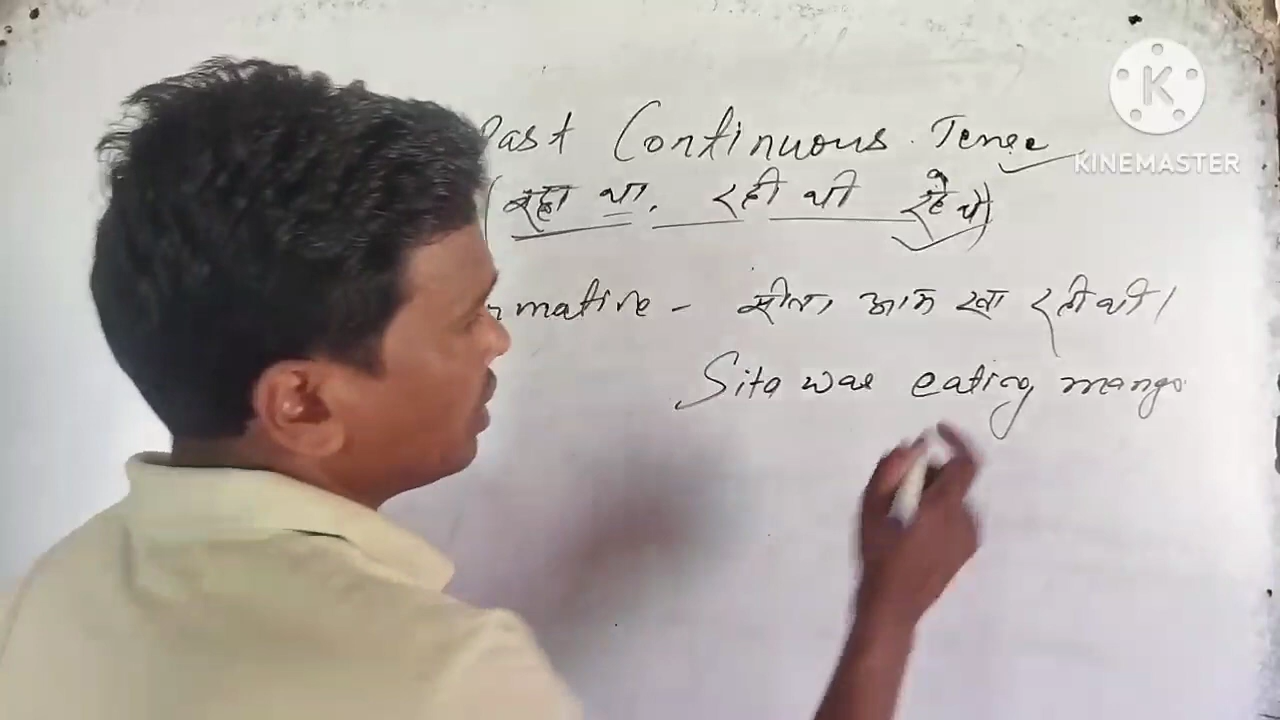 Past Continuous Tense
(रहा था, रही थी रहे थे)
rmative - सीता आम खा रही थी।
Sita was eating mango
KINEMASTER